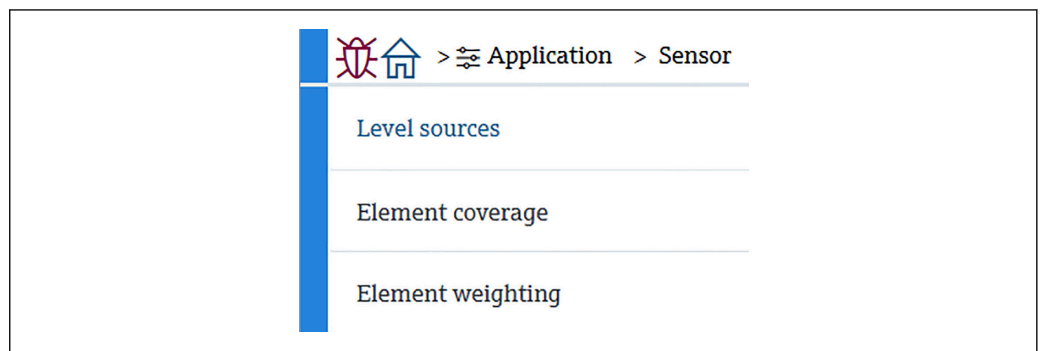 > Application > Sensor
Level sources
Element coverage
Element weighting